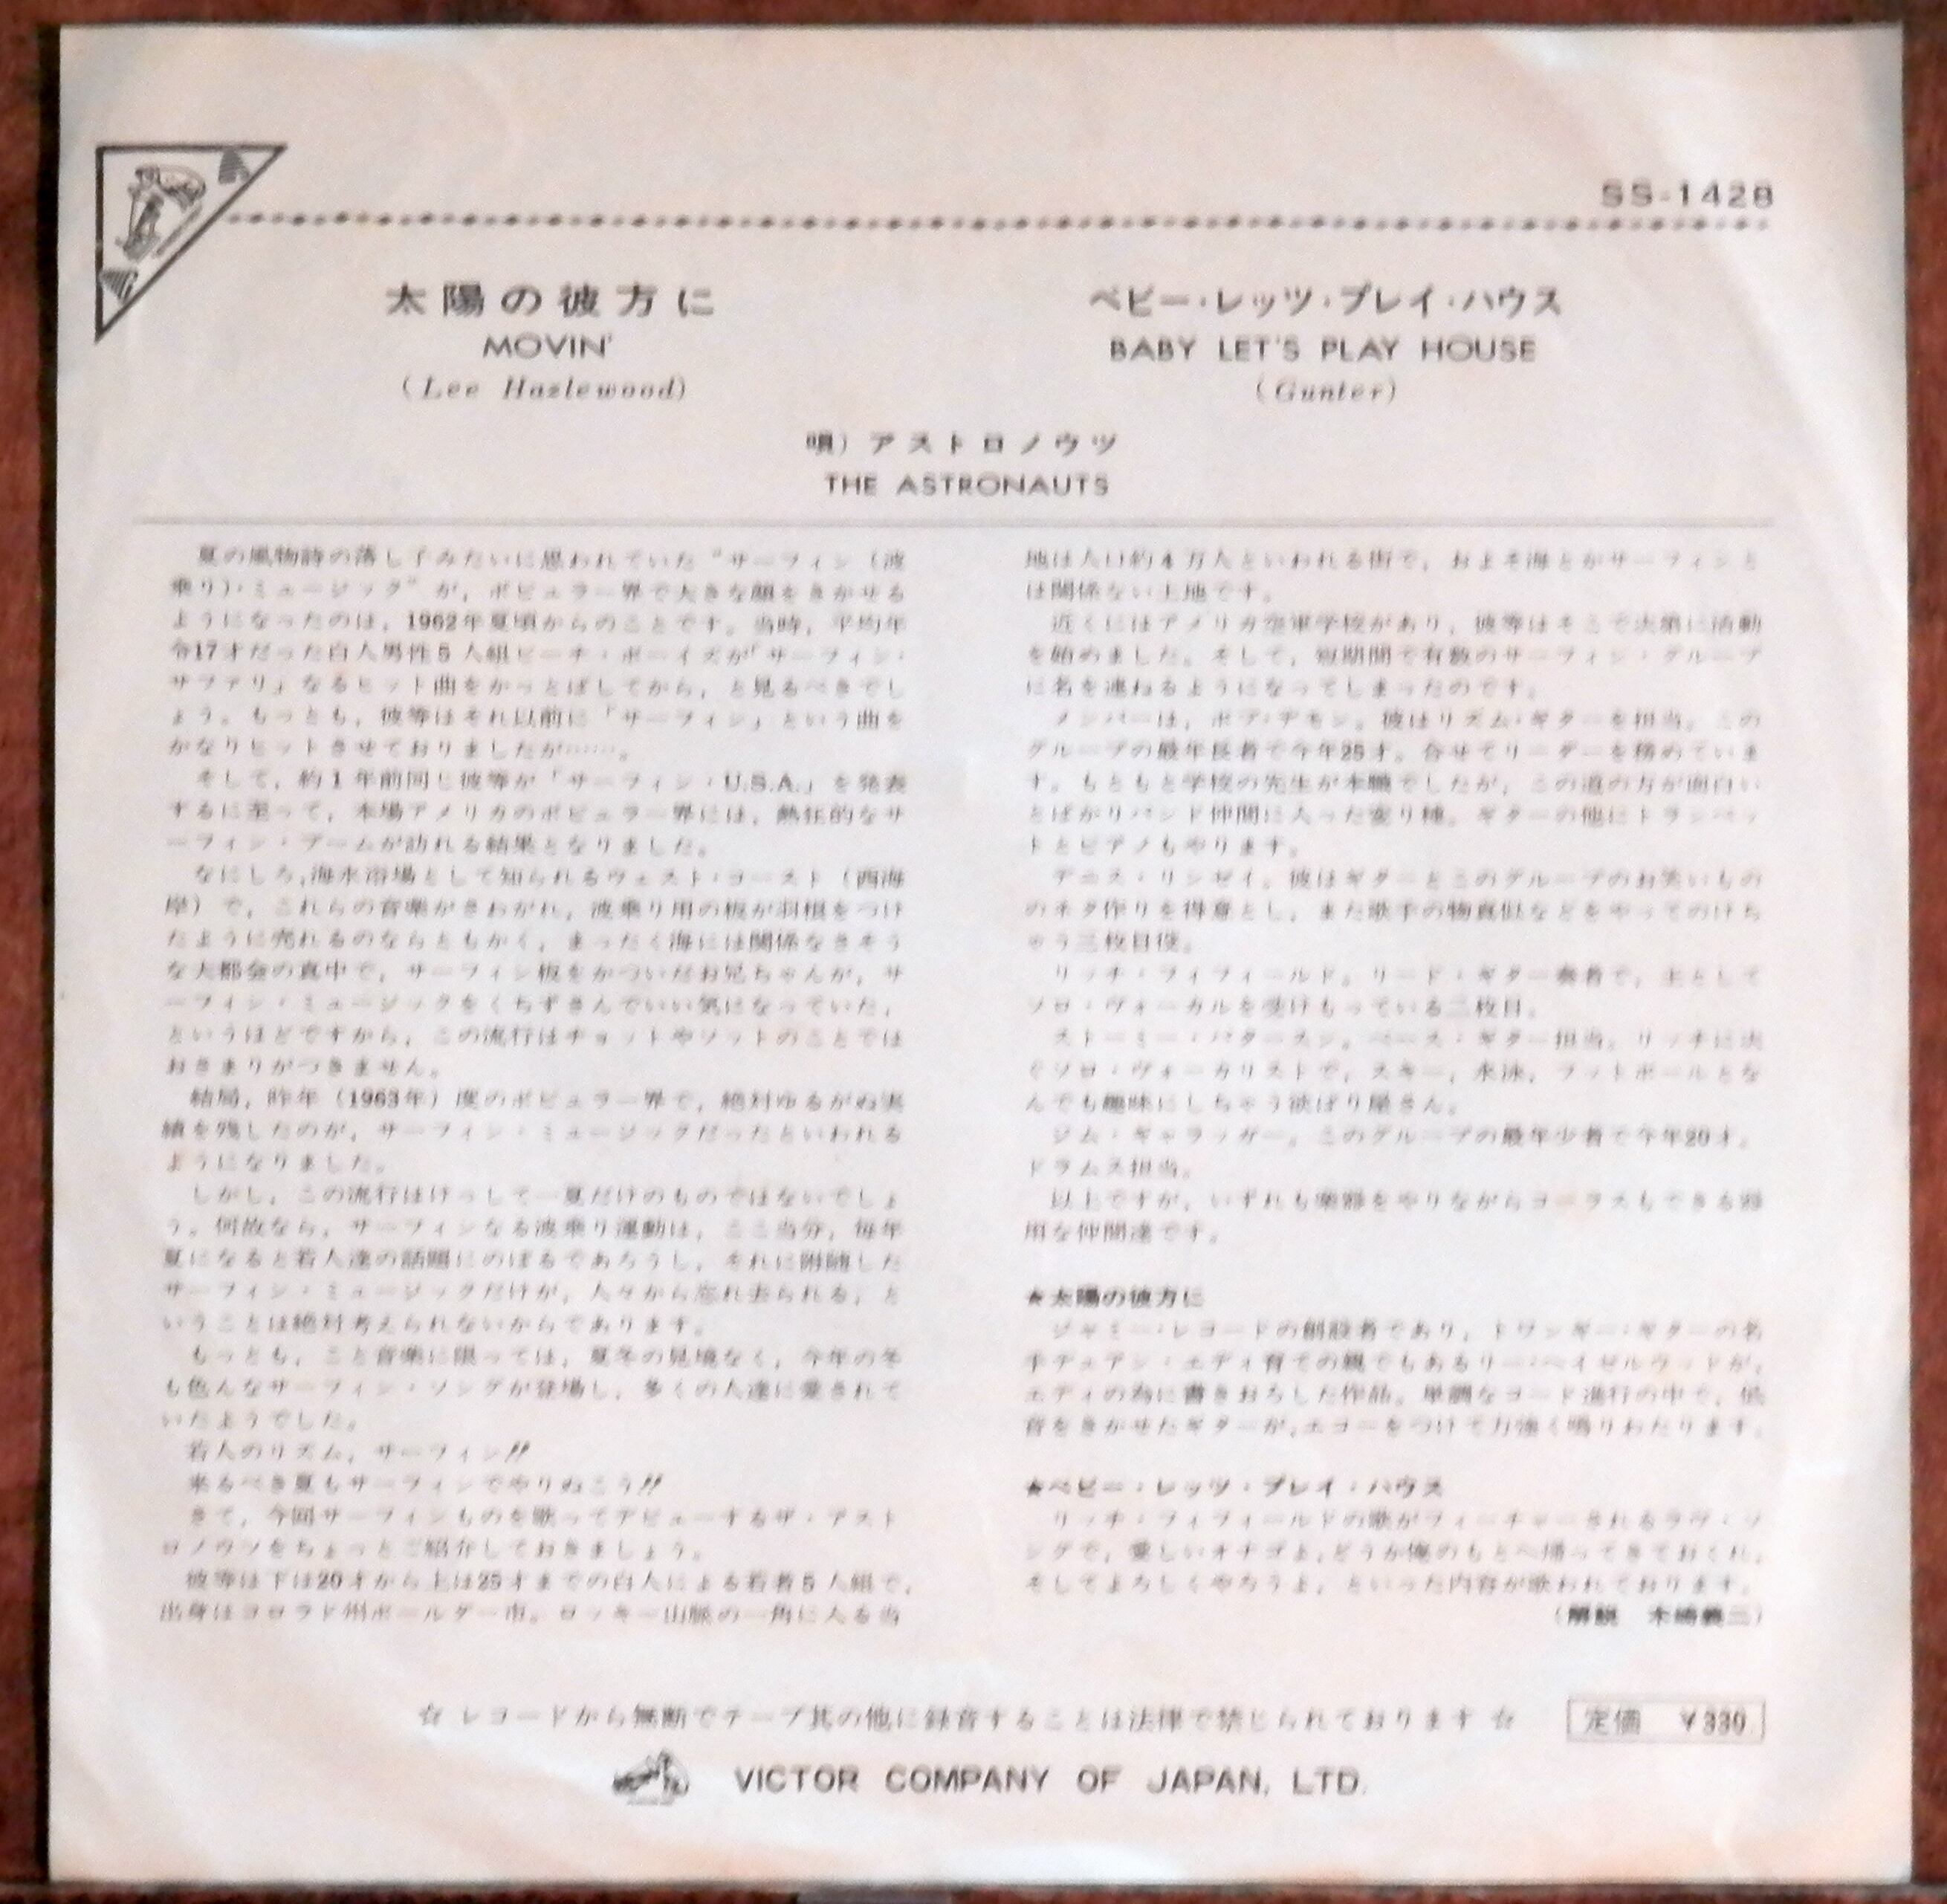 SS-1428
太陽の彼方に
MOVIN'
(Lee Hazlewood)
ベビー・レッツ・プレイ・ハウス
BABY LET'S PLAY HOUSE
(Gunter)
唄) アストロノウツ
THE ASTRONAUTS
夏の風物詩の落し子みたいに思われていた“サーフィン（波
乗り）・ミュージック”が，ポピュラー界で大きな顔をきかせる
ようになったのは，1962年夏頃からのことです。当時，平均年
令17才だった白人男性5人組ビーチ・ボーイズが「サーフィン・
サファリ」なるヒット曲をかっとばしてから，と見るべきでし
ょう。もっとも，彼等はそれ以前に「サーフィン」という曲を
かなりヒットさせておりましたが……。
そして，約1年前同じ彼等が「サーフィン・U.S.A.」を発表
するに至って，本場アメリカのポピュラー界には，熱狂的なサ
ーフィン・ブームが訪れる結果となりました。
なにしろ,海水浴場として知られるウェスト・コースト（西海
岸）で，これらの音楽がさわがれ，波乗り用の板が羽根をつけ
たように売れるのならともかく，まったく海には関係なさそう
な大都会の真中で，サーフィン板をかついだお兄ちゃんが，サ
ーフィン・ミュージックをくちずさんでいい気になっていた，
というほどですから，この流行はチョットやソットのことでは
おさまりがつきません。
結局，昨年（1963年）度のポピュラー界で，絶対ゆるがぬ実
績を残したのが，サーフィン・ミュージックだったといわれる
ようになりました。
しかし，この流行はけっして一夏だけのものではないでしょ
う。何故なら，サーフィンなる波乗り運動は，ここ当分，毎年
夏になると若人達の話題にのぼるであろうし，それに附随した
サーフィン・ミュージックだけが，人々から忘れ去られる，と
いうことは絶対考えられないからであります。
もっとも，こと音楽に限っては，夏冬の見境なく，今年の冬
も色んなサーフィン・ソングが登場し，多くの人達に愛されて
いたようでした。
若人のリズム，サーフィン!!
来るべき夏もサーフィンでやりぬこう!!
さて，今回サーフィンものを歌ってデビューするザ・アスト
ロノウツをちょっとご紹介しておきましょう。
彼等は下は20才から上は25才までの白人による若者5人組で，
出身はコロラド州ボールダー市。ロッキー山脈の一角に入る当
地は人口約4万人といわれる街で，およそ海とかサーフィンと
は関係ない土地です。
近くにはアメリカ空軍学校があり，彼等はそこで次第に活動
を始めました。そして，短期間で有数のサーフィン・グループ
に名を連ねるようになってしまったのです。
メンバーは，ボブ・デモン。彼はリズム・ギターを担当。この
グループの最年長者で今年25才。合せてリーダーを務めていま
す。もともと学校の先生が本職でしたが，この道の方が面白い
とばかりバンド仲間に入った変り種。ギターの他にトランペッ
トとピアノもやります。
デニス・リンゼイ。彼はギターとこのグループのお笑いもの
のネタ作りを得意とし，また歌手の物真似などをやってのけち
ゃう三枚目役。
リッチ・フィフィールド。リード・ギター奏者で，主として
ソロ・ヴォーカルを受けもっている二枚目。
ストーミー・パタースン。ベース・ギター担当。リッチに次
ぐソロ・ヴォーカリストで，スキー，水泳，フットボールとな
んでも趣味にしちゃう欲ばり屋さん。
ジム・ギャラッガー。このグループの最年少者で今年20才。
ドラムス担当。
以上ですが，いずれも楽器をやりながらコーラスもできる器
用な仲間達です。
★太陽の彼方に
ジャミー・レコードの創設者であり，トワンギー・ギターの名
手デュアン・エディ育ての親でもあるリー・ヘイゼルウッドが，
エディの為に書きおろした作品。単調なコード進行の中で，低
音をきかせたギターが,エコーをつけて力強く鳴りわたります。
★ベビー・レッツ・プレイ・ハウス
リッチ・フィフィールドの歌がフィーチャーされるラヴ・ソ
ングで，愛しいオナゴよ,どうか俺のもとへ帰ってきておくれ，
そしてよろしくやろうよ，といった内容が歌われております。
（解説　木崎義二）
☆ レコードから無断でテープ其の他に録音することは法律で禁じられております ☆
定価 ￥330
VICTOR COMPANY OF JAPAN, LTD.